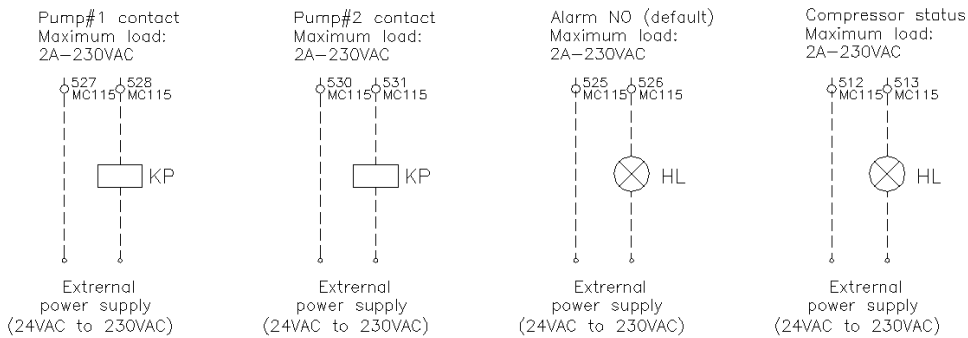 Pump#1 contact
Maximum load:
2A-230VAC
527
MC115
528
MC115
KP
Extrernal
power supply
(24VAC to 230VAC)
Pump#2 contact
Maximum load:
2A-230VAC
530
MC115
531
MC115
KP
Extrernal
power supply
(24VAC to 230VAC)
Alarm NO (default)
Maximum load:
2A-230VAC
525
MC115
526
MC115
HL
Extrernal
power supply
(24VAC to 230VAC)
Compressor status
Maximum load:
2A-230VAC
512
MC115
513
MC115
HL
Extrernal
power supply
(24VAC to 230VAC)